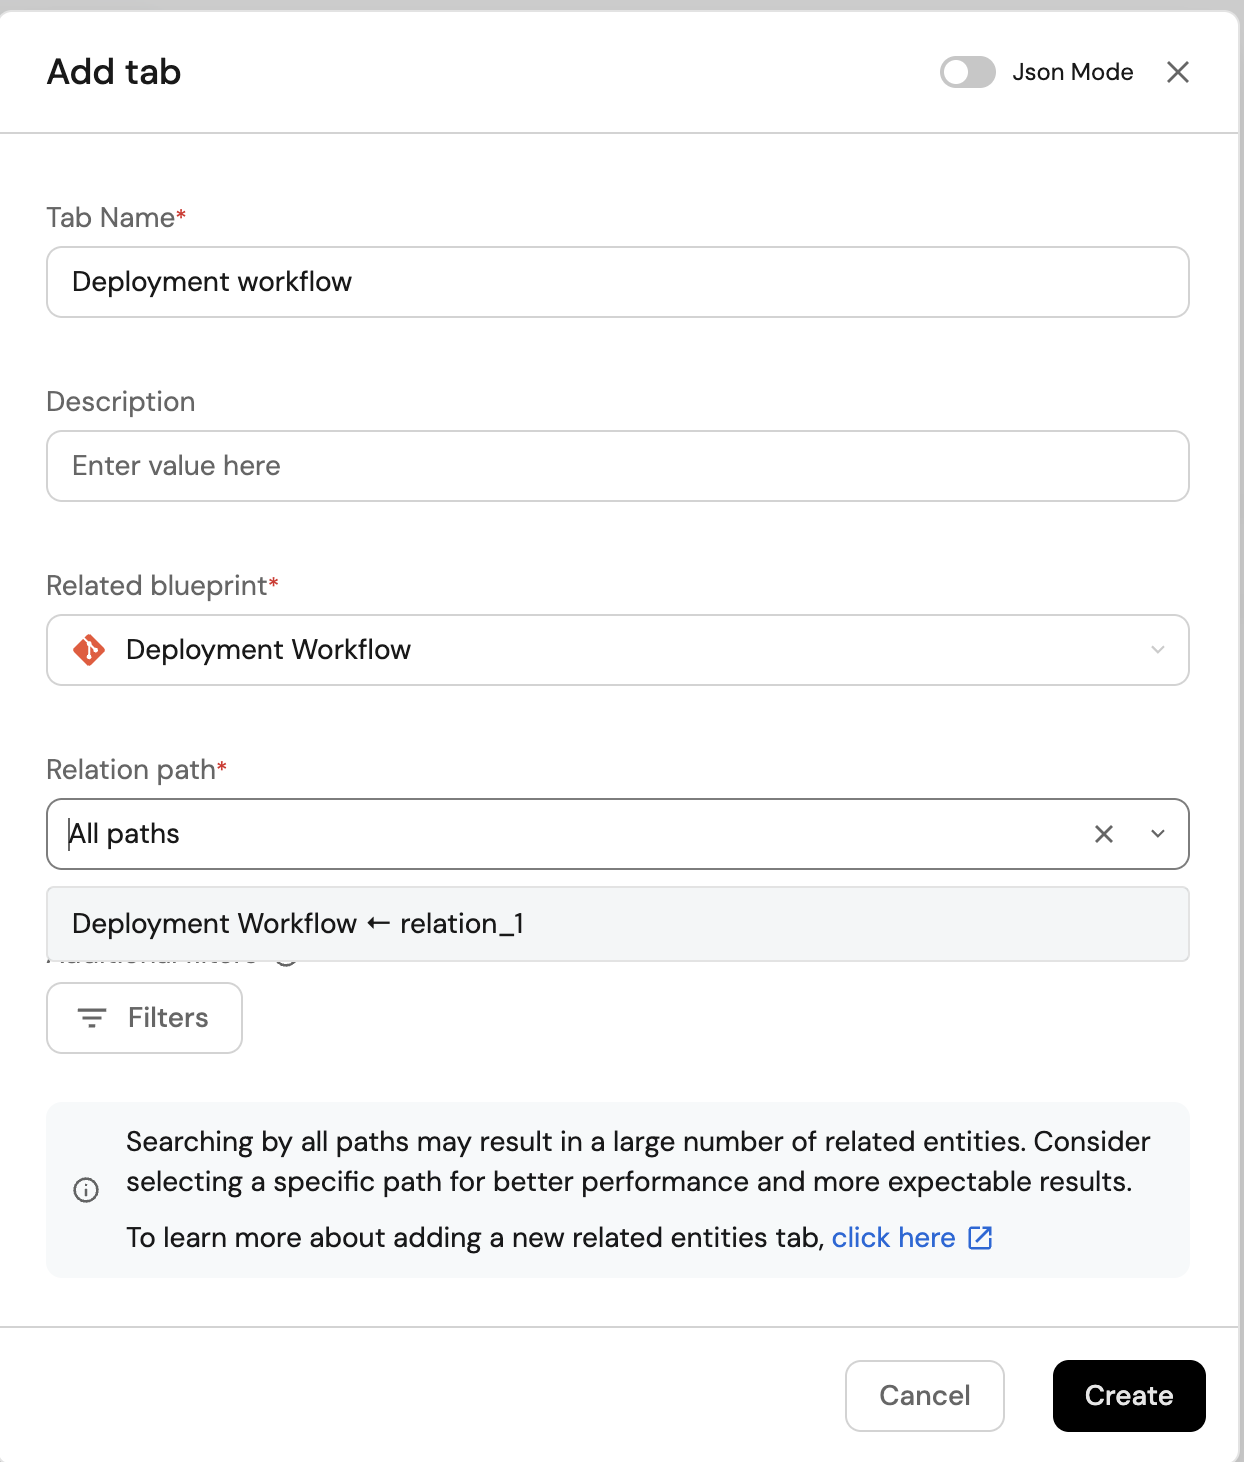 Add tab
Json Mode
Tab Name*
Deployment workflow
Description
Enter value here
Related blueprint*
Deployment Workflow
Relation path*
All paths
Deployment Workflow ← relation_1
Filters
Searching by all paths may result in a large number of related entities. Consider
selecting a specific path for better performance and more expectable results.
To learn more about adding a new related entities tab, click here
Cancel
Create